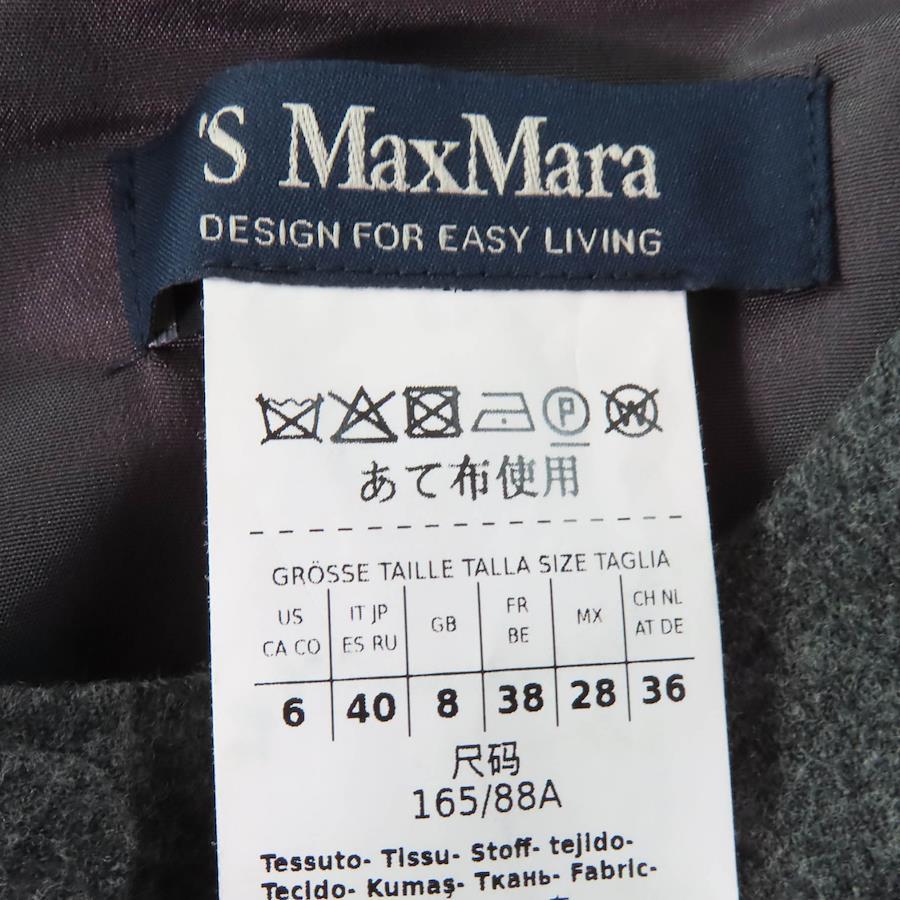 'S MaxMara
DESIGN FOR EASY LIVING
P
W
あて布使用
GRÖSSE TAILLE TALLA SIZE TAGLIA
US CA CO | IT JP ES RU | GB | FR BE | MX | CH NL AT DE
6 | 40 | 8 | 38 | 28 | 36
尺码
165/88A
Tessuto- Tissu- Stoff- tejido-
Tecido- Kumaş- Ткань- Fabric-